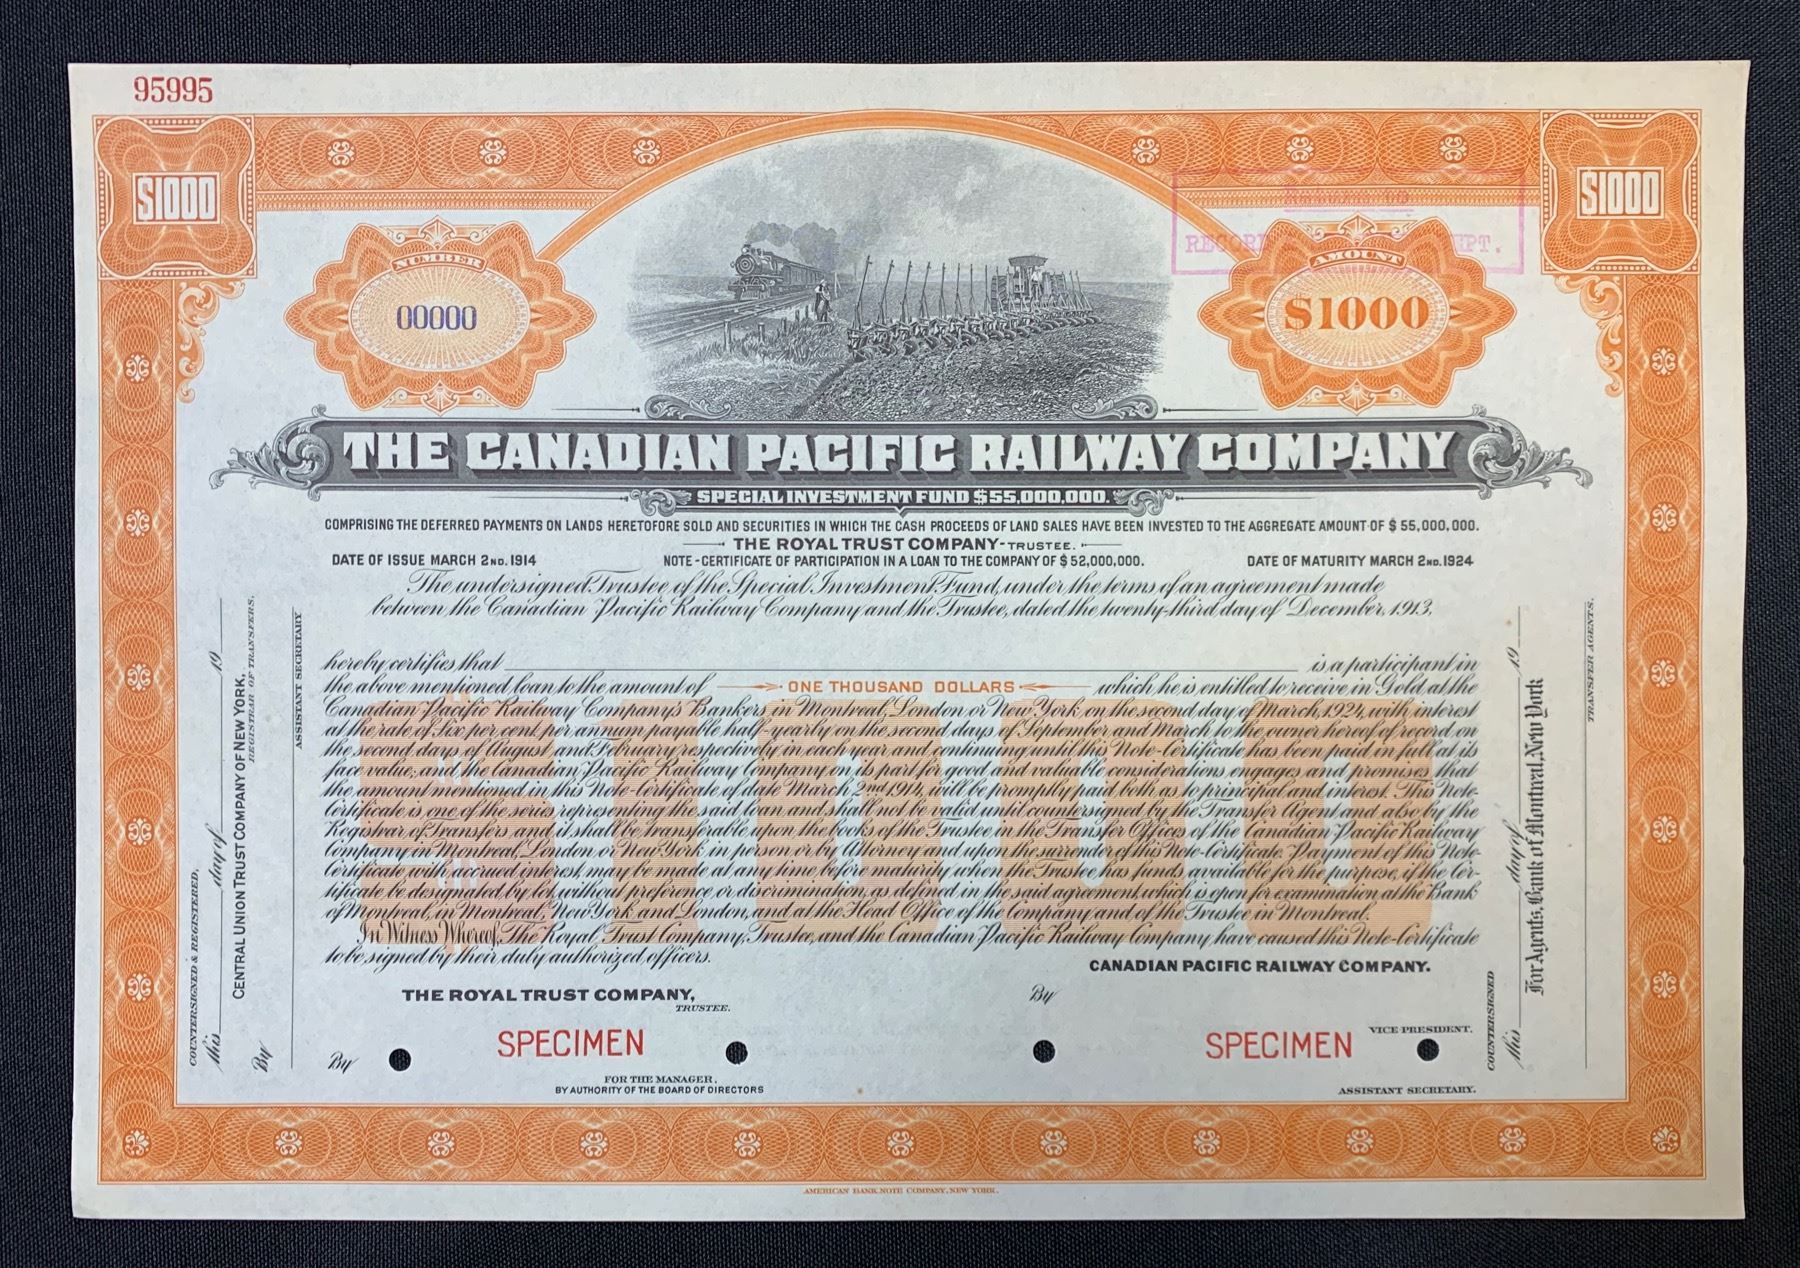 95995
$1000
$1000
RECOR
EPT.
NUMBER
00000
AMOUNT
$1000
THE CANADIAN PACIFIC RAILWAY COMPANY
SPECIAL INVESTMENT FUND $55,000,000.
COMPRISING THE DEFERRED PAYMENTS ON LANDS HERETOFORE SOLD AND SECURITIES IN WHICH THE CASH PROCEEDS OF LAND SALES HAVE BEEN INVESTED TO THE AGGREGATE AMOUNT OF $55,000,000.
THE ROYAL TRUST COMPANY-TRUSTEE.
DATE OF ISSUE MARCH 2ND. 1914
NOTE-CERTIFICATE OF PARTICIPATION IN A LOAN TO THE COMPANY OF $52,000,000.
DATE OF MATURITY MARCH 2ND. 1924
The undersigned Trustee of the Special Investment Fund, under the terms of an agreement made
between the Canadian Pacific Railway Company and the Trustee, dated the twenty-third day of December, 1913,
hereby certifies that is a participant in
the above mentioned loan to the amount of ONE THOUSAND DOLLARS which he is entitled to receive in Gold at the
Canadian Pacific Railway Company's Bankers in Montreal, London or New York on the second day of March, 1924, with interest
at the rate of Six per cent. per annum payable half-yearly on the second days of September and March to the owner hereof of record on
the second days of August and February respectively in each year and continuing until this Note-Certificate has been paid in full at its
face value; and the Canadian Pacific Railway Company on its part for good and valuable considerations engages and promises that
the amount mentioned in this Note-Certificate of date March 2nd 1914, will be promptly paid both as to principal and interest. This Note-
Certificate is one of the series representing the said loan and shall not be valid until countersigned by the Transfer Agent and also by the
Registrar of Transfers and it shall be transferable upon the books of the Trustee in the Transfer Offices of the Canadian Pacific Railway
Company in Montreal, London or New York in person or by Attorney and upon the surrender of this Note-Certificate. Payment of this Note-
Certificate with accrued interest, may be made at any time before maturity when the Trustee has funds available for the purpose, if the Cer-
tificate be designated by lot, without preference or discrimination, as defined in the said agreement, which is open for examination at the Bank
of Montreal, in Montreal, New York and London, and at the Head Office of the Company and of the Trustee in Montreal.
In Witness Whereof, The Royal Trust Company, Trustee, and the Canadian Pacific Railway Company have caused this Note-Certificate
to be signed by their duly authorized officers.
CANADIAN PACIFIC RAILWAY COMPANY.
THE ROYAL TRUST COMPANY,
TRUSTEE.
By
SPECIMEN
SPECIMEN
VICE PRESIDENT.
By
FOR THE MANAGER,
BY AUTHORITY OF THE BOARD OF DIRECTORS
ASSISTANT SECRETARY.
COUNTERSIGNED & REGISTERED,
this day of 19
CENTRAL UNION TRUST COMPANY OF NEW YORK,
REGISTRAR OF TRANSFERS.
By
ASSISTANT SECRETARY
COUNTERSIGNED
this day of 19
For Agents, Bank of Montreal, New York
TRANSFER AGENTS.
$1000
AMERICAN BANK NOTE COMPANY, NEW YORK.